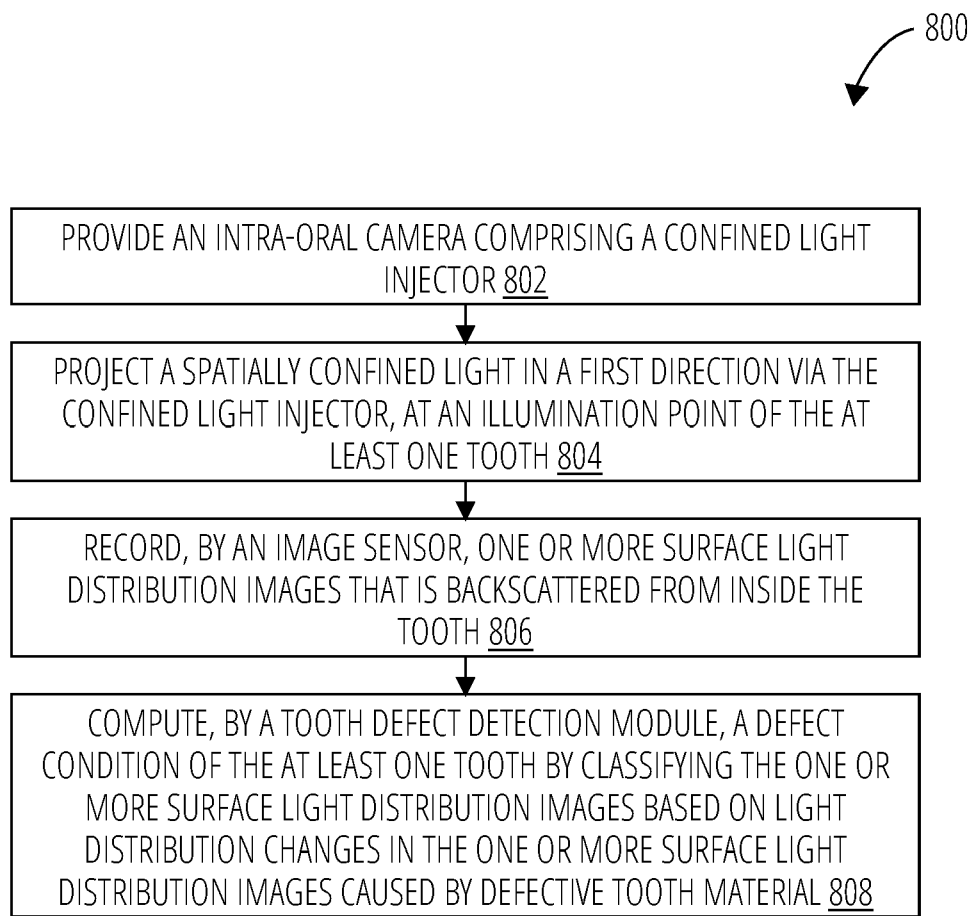 800
PROVIDE AN INTRA-ORAL CAMERA COMPRISING A CONFINED LIGHT
INJECTOR 802
PROJECT A SPATIALLY CONFINED LIGHT IN A FIRST DIRECTION VIA THE
CONFINED LIGHT INJECTOR, AT AN ILLUMINATION POINT OF THE AT
LEAST ONE TOOTH 804
RECORD, BY AN IMAGE SENSOR, ONE OR MORE SURFACE LIGHT
DISTRIBUTION IMAGES THAT IS BACKSCATTERED FROM INSIDE THE
TOOTH 806
COMPUTE, BY A TOOTH DEFECT DETECTION MODULE, A DEFECT
CONDITION OF THE AT LEAST ONE TOOTH BY CLASSIFYING THE ONE OR
MORE SURFACE LIGHT DISTRIBUTION IMAGES BASED ON LIGHT
DISTRIBUTION CHANGES IN THE ONE OR MORE SURFACE LIGHT
DISTRIBUTION IMAGES CAUSED BY DEFECTIVE TOOTH MATERIAL 808